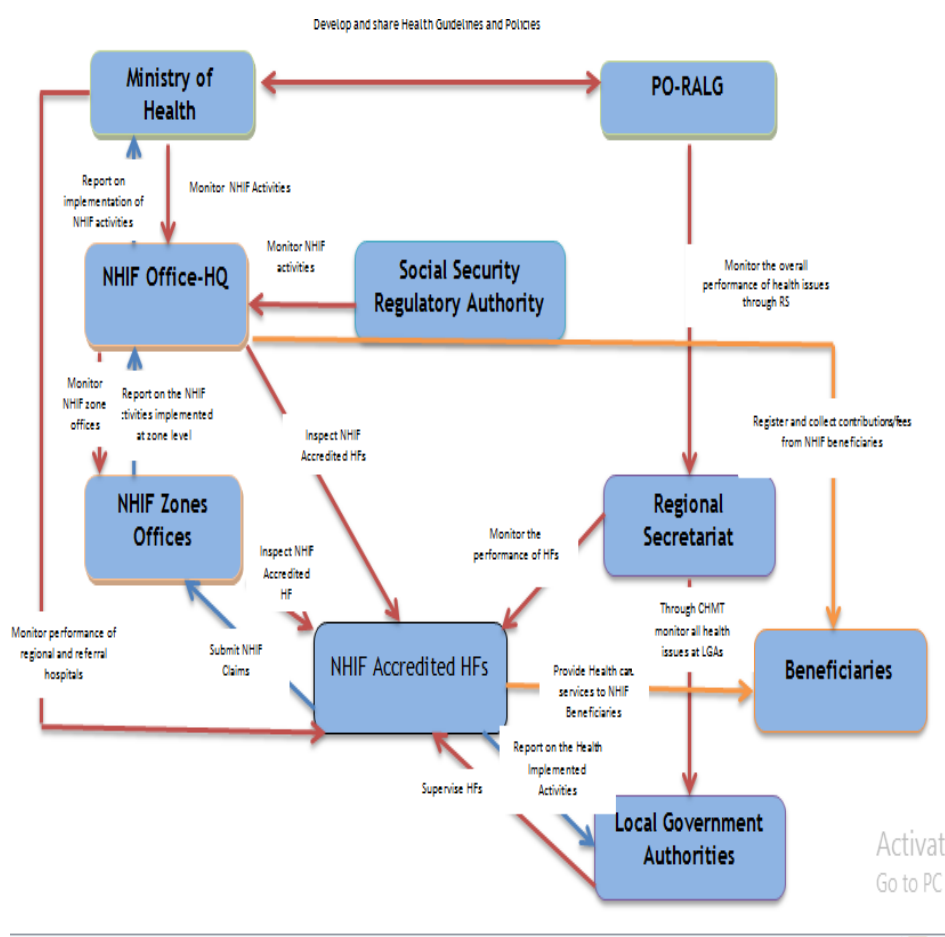 Develop and share Health Guidelines and Policies
Ministry of
Health
PO-RALG
Report on
implementation of
NHIF activities
Monitor NHIF Activities
NHIF Office-HQ
Monitor NHIF
activities
Social Security
Regulatory Authority
Monitor the overall
performance of health issues
through RS
Monitor
NHIF zone
offices
Report on the NHIF
ctivities implemented
at zone level
Inspect NHIF
Accredited HFs
Register and collect contributions/fees
from NHIF beneficiaries
NHIF Zones
Offices
Regional
Secretariat
Inspect NHIF
Accredited
HF
Monitor the
performance of HFs
Monitor performance of
regional and referral
hospitals
Submit NHIF
Claims
NHIF Accredited HFs
Through CHMT
monitor all health
issues at LGAs
Provide Health car
services to NHIF
Beneficiaries
Beneficiaries
Report on the Health
Implemented
Activities
Supervise HFs
Local Government
Authorities
Activat
Go to PC